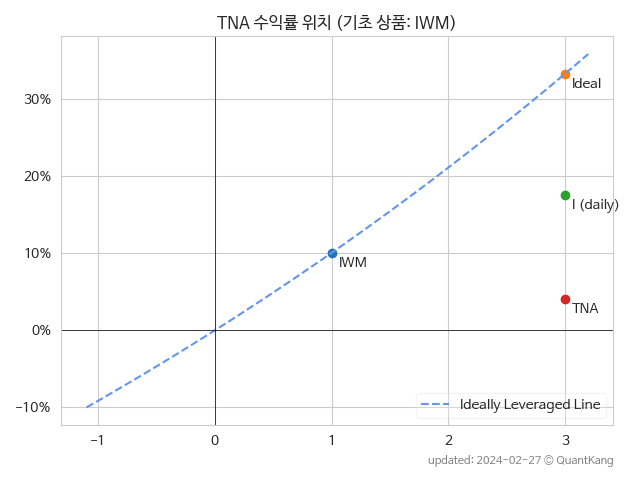 TNA 수익률 위치 (기초 상품: IWM)
30%
20%
10%
0%
−10%
Ideal
I (daily)
IWM
TNA
Ideally Leveraged Line
−1
0
1
2
3
updated: 2024-02-27 © QuantKang